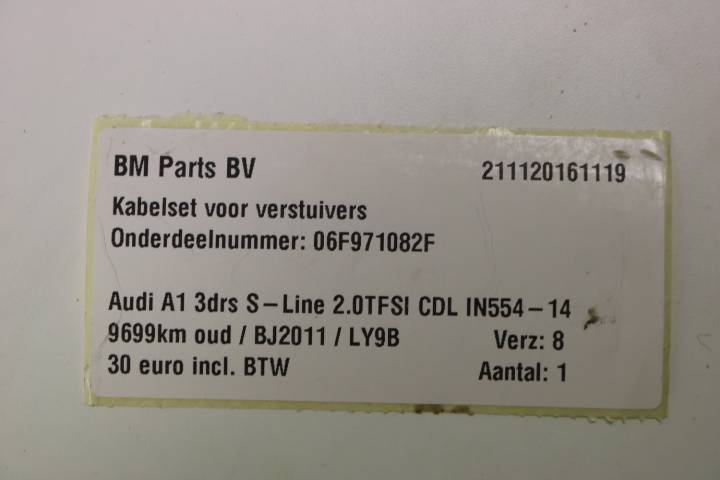 BM Parts BV 211120161119
Kabelset voor verstuivers
Onderdeelnummer: 06F971082F
Audi A1 3drs S-Line 2.0TFSI CDL IN554-14
9699km oud / BJ2011 / LY9B Verz: 8
30 euro incl. BTW Aantal: 1